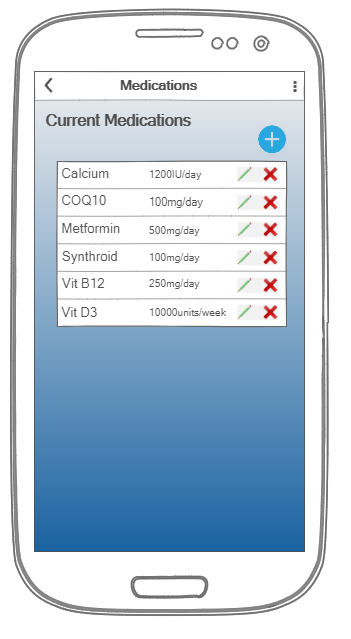 Medications
Current Medications
Calcium 1200IU/day
COQ10 100mg/day
Metformin 500mg/day
Synthroid 100mg/day
Vit B12 250mg/day
Vit D3 10000units/week